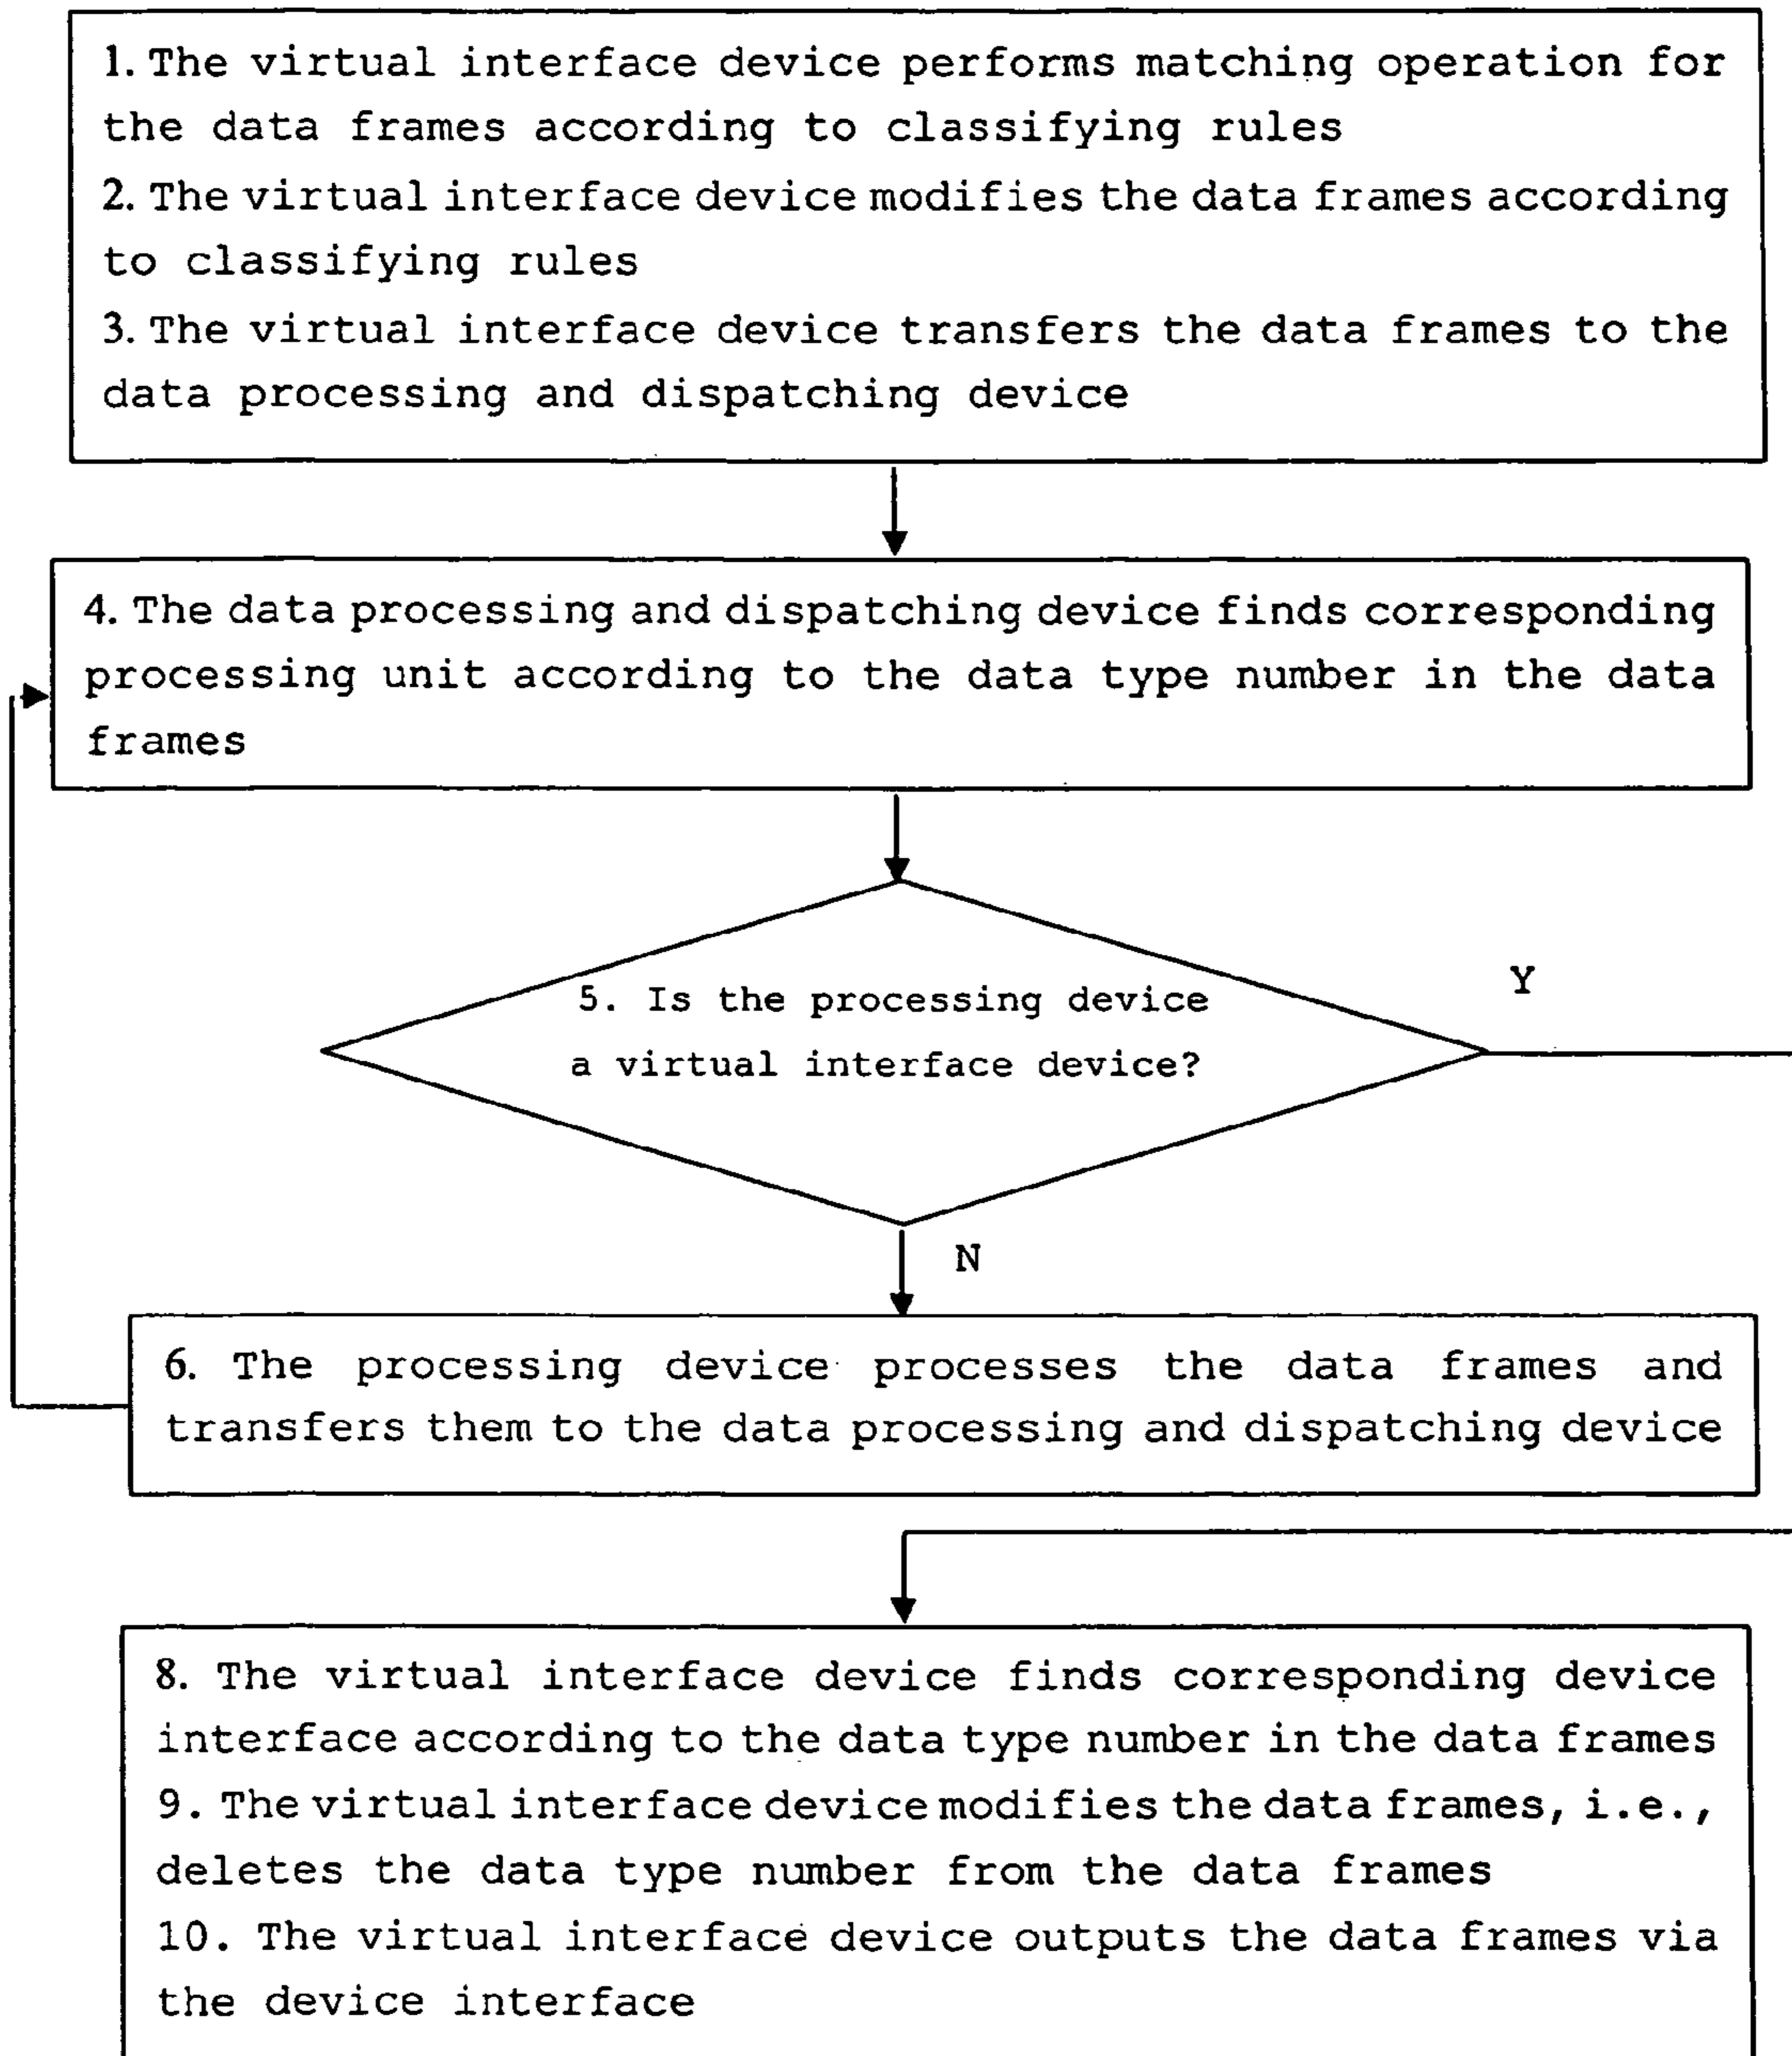 1. The virtual interface device performs matching operation for
the data frames according to classifying rules
2. The virtual interface device modifies the data frames according
to classifying rules
3. The virtual interface device transfers the data frames to the
data processing and dispatching device
4. The data processing and dispatching device finds corresponding
processing unit according to the data type number in the data
frames
5. Is the processing device
a virtual interface device?
Y
N
6. The processing device processes the data frames and
transfers them to the data processing and dispatching device
8. The virtual interface device finds corresponding device
interface according to the data type number in the data frames
9. The virtual interface device modifies the data frames, i.e.,
deletes the data type number from the data frames
10. The virtual interface device outputs the data frames via
the device interface